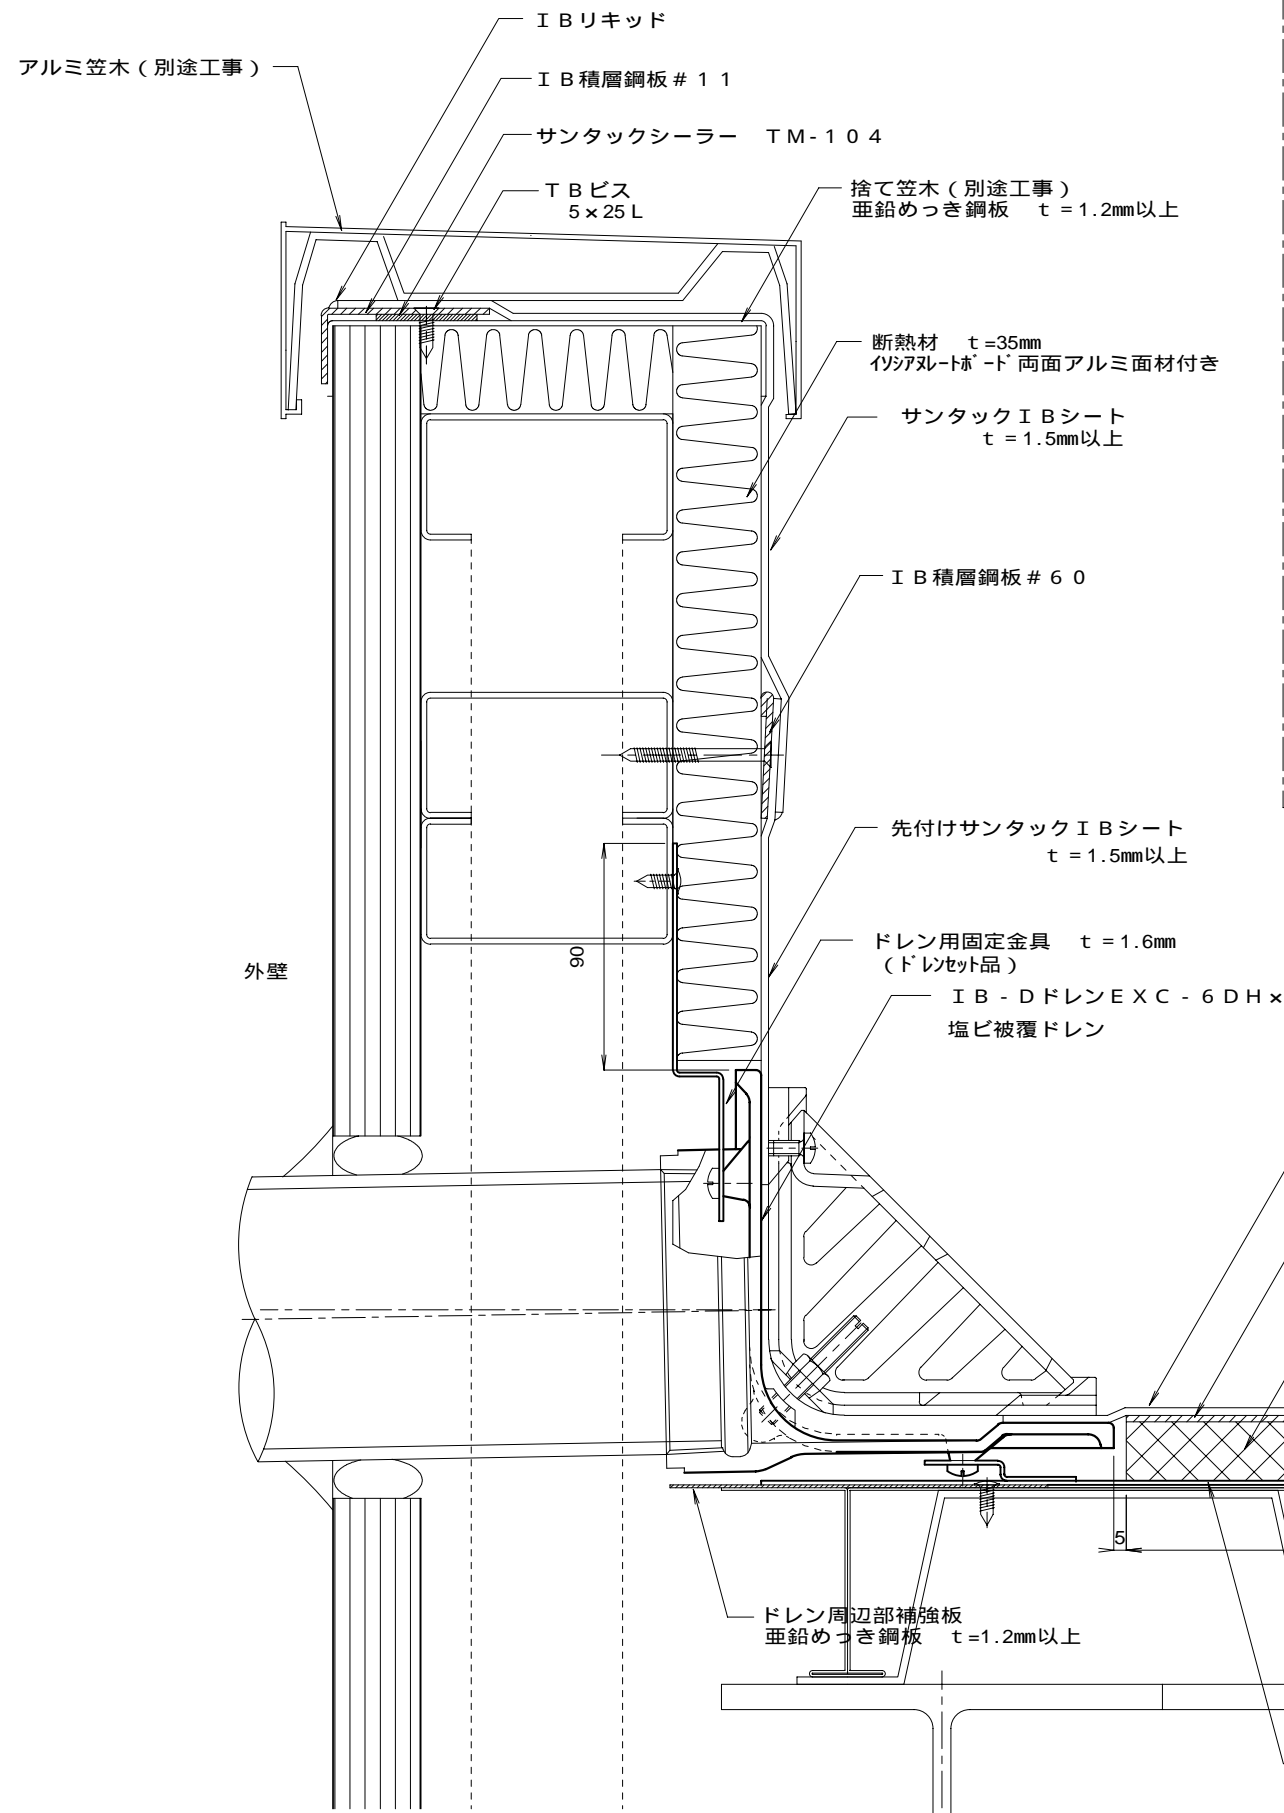 ＩＢリキッド
アルミ笠木（別途工事）
ＩＢ積層鋼板＃１１
サンタックシーラー　ＴＭ-１０４
ＴＢビス
5×25Ｌ
捨て笠木（別途工事）
亜鉛めっき鋼板　ｔ＝1.2mm以上
断熱材　ｔ=35mm
ｲｿｼｱﾇﾚｰﾄﾎﾞｰﾄﾞ両面アルミ面材付き
サンタックＩＢシート
ｔ＝1.5mm以上
ＩＢ積層鋼板＃６０
先付けサンタックＩＢシート
ｔ＝1.5mm以上
ドレン用固定金具　ｔ＝1.6mm
（ﾄﾞﾚﾝｾｯﾄ品）
90
外壁
ＩＢ-ＤドレンＥＸＣ-６ＤＨ×
塩ビ被覆ドレン
5
ドレン周辺部補強板
亜鉛めっき鋼板　ｔ=1.2mm以上